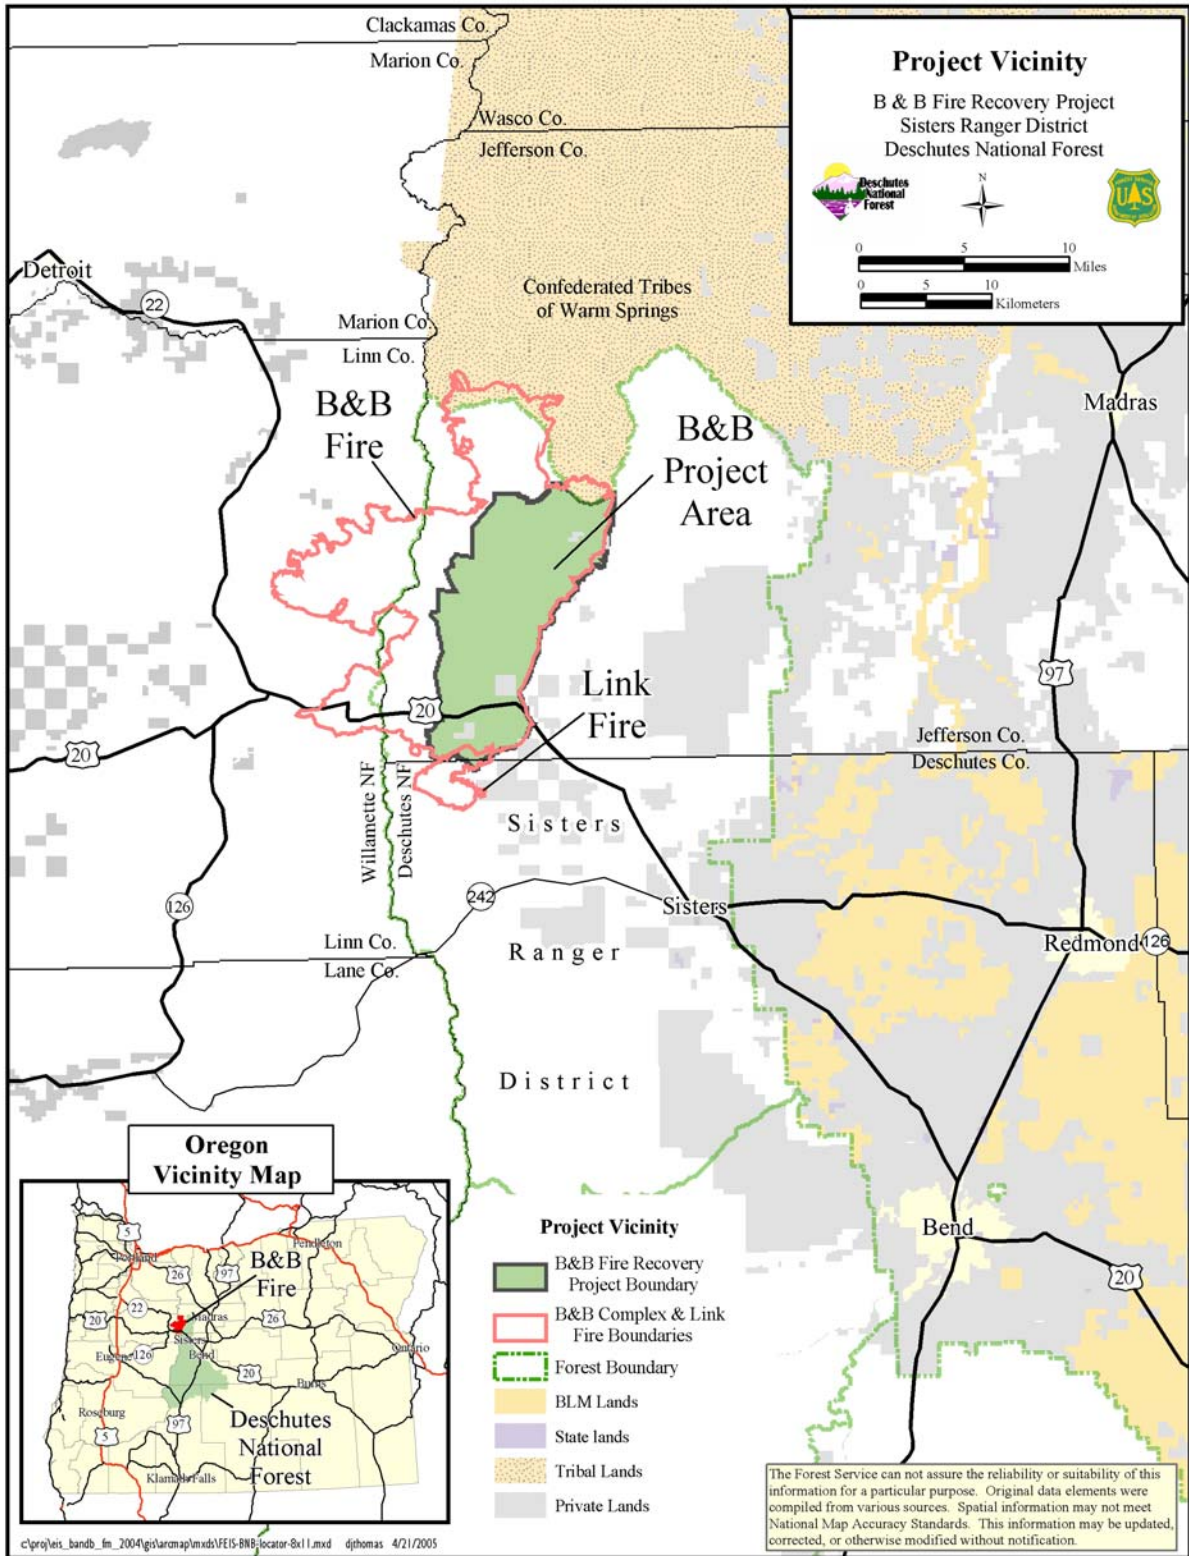 Clackamas Co.
Marion Co.
Wasco Co.
Jefferson Co.
Project Vicinity
B & B Fire Recovery Project
Sisters Ranger District
Deschutes National Forest
Deschutes
National
Forest
N
FOREST SERVICE
US
DEPARTMENT OF AGRICULTURE
0 5 10
Miles
0 5 10
Kilometers
Detroit
22
Confederated Tribes
of Warm Springs
Marion Co.
Linn Co.
B&B
Fire
B&B
Project
Area
Madras
Link
Fire
97
20
20
Jefferson Co.
Deschutes Co.
Willamette NF
Deschutes NF
Sisters
242
126
Sisters
Linn Co.
Lane Co.
Ranger
Redmond
126
District
Oregon
Vicinity Map
5
Portland
Pendleton
B&B
Fire
26
97
22
20
Madras
26
Sisters
Eugene
126
Bend
Ontario
20
Burns
Roseburg
97
5
Deschutes
National
Forest
Klamath Falls
Project Vicinity
B&B Fire Recovery
Project Boundary
B&B Complex & Link
Fire Boundaries
Forest Boundary
BLM Lands
State lands
Tribal Lands
Private Lands
Bend
20
The Forest Service can not assure the reliability or suitability of this
information for a particular purpose. Original data elements were
compiled from various sources. Spatial information may not meet
National Map Accuracy Standards. This information may be updated,
corrected, or otherwise modified without notification.
c:\proj\eis_bandb_fm_2004\gis\arcmap\mxds\FEIS-BNB-locator-8x11.mxd djthomas 4/21/2005